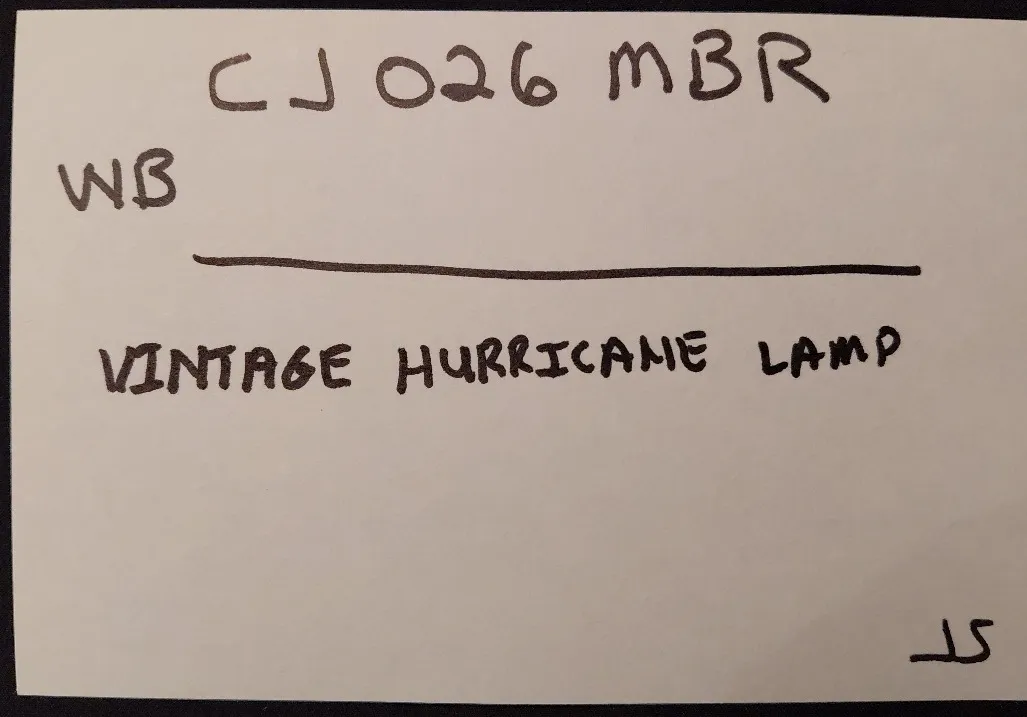 CJ 026 MBR
WB
VINTAGE HURRICANE LAMP
JS